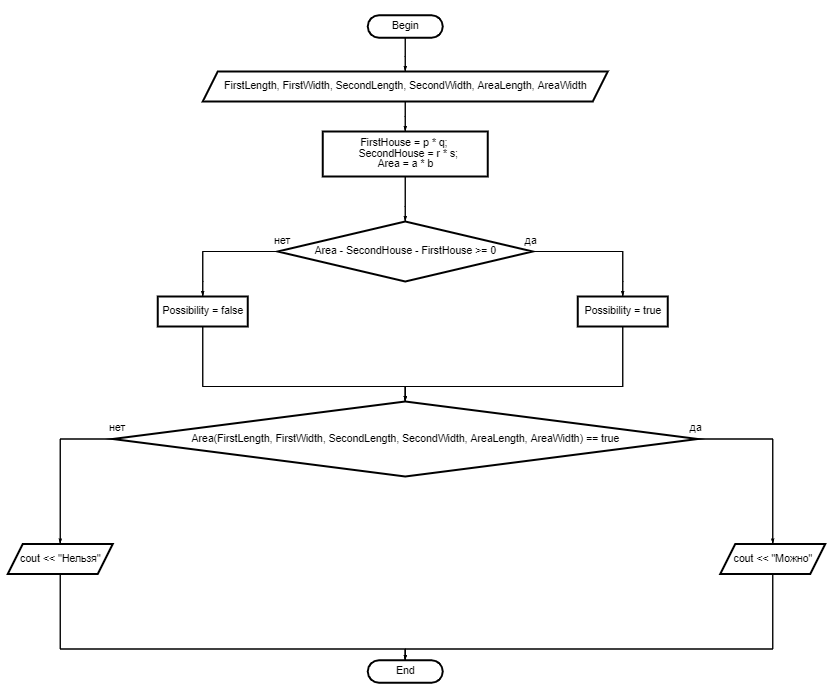 Begin
FirstLength, FirstWidth, SecondLength, SecondWidth, AreaLength, AreaWidth
FirstHouse = p * q;
SecondHouse = r * s;
Area = a * b
нет
да
Area - SecondHouse - FirstHouse >= 0
Possibility = false
Possibility = true
нет
да
Area(FirstLength, FirstWidth, SecondLength, SecondWidth, AreaLength, AreaWidth) == true
cout << "Нельзя"
cout << "Можно"
End